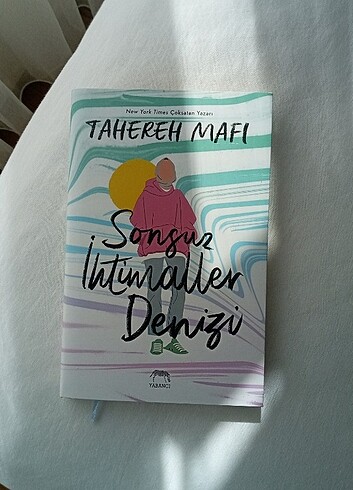 New York Times Çoksatan Yazarı
TAHEREH MAFI
Sonsuz
İhtimaller
Denizi
YABANCI